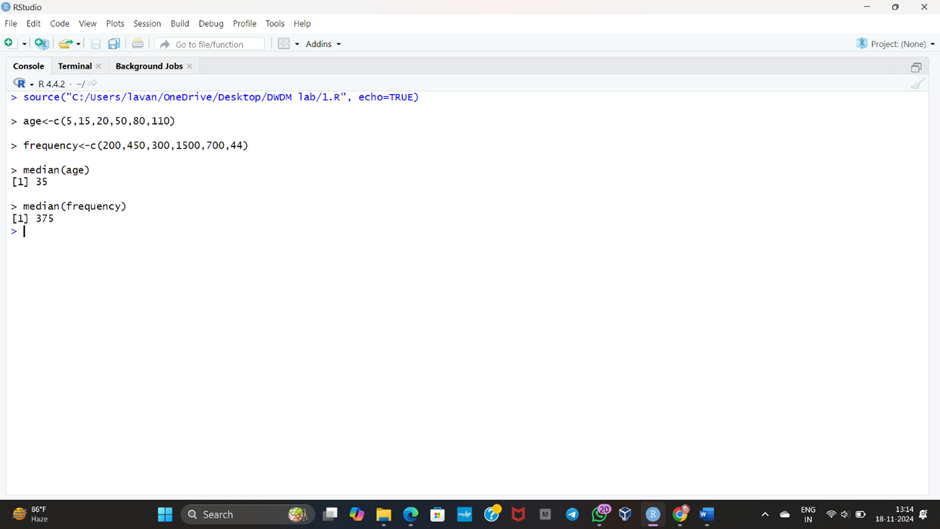 RStudio
File Edit Code View Plots Session Build Debug Profile Tools Help
Go to file/function Addins Project: (None)
Console Terminal Background Jobs
R R 4.4.2 · ~/
> source("C:/Users/lavan/OneDrive/Desktop/DWDM lab/1.R", echo=TRUE)
> age<-c(5,15,20,50,80,110)
> frequency<-c(200,450,300,1500,700,44)
> median(age)
[1] 35
> median(frequency)
[1] 375
>
86°F
Haze
Search
20
ENG
IN
13:14
18-11-2024